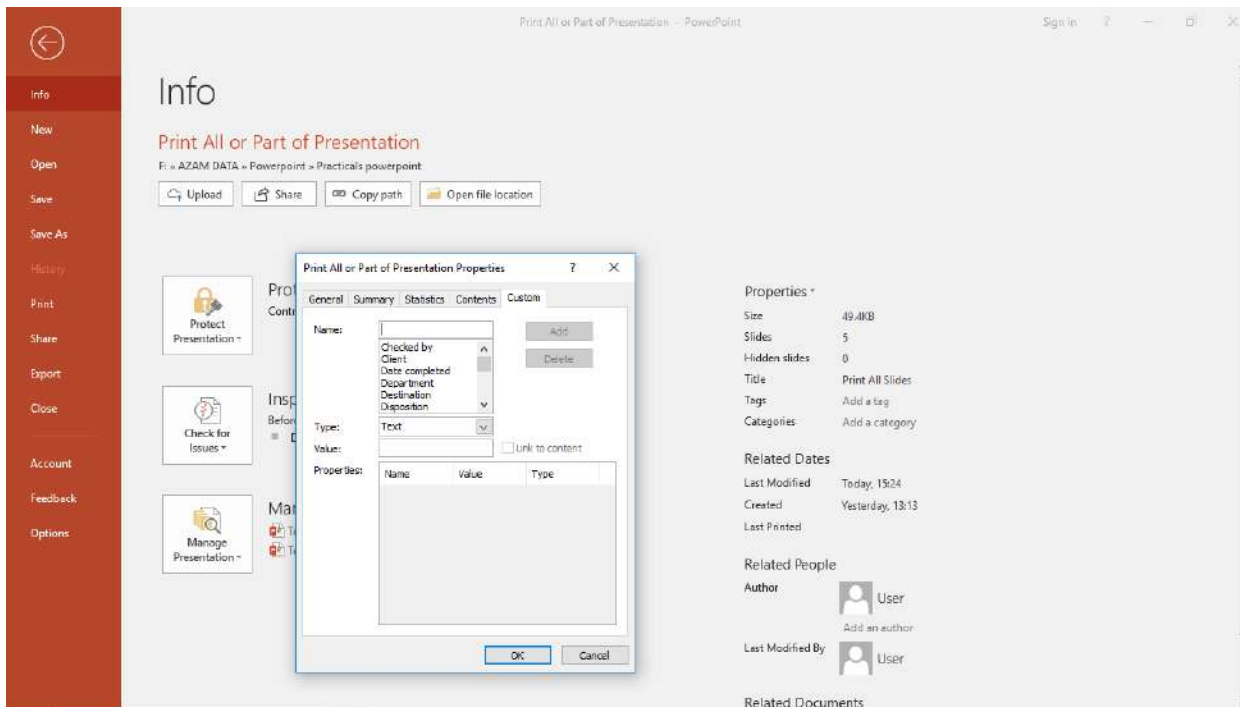 Print All or Part of Presentation - PowerPoint
Sign in ?
Info
New
Open
Save
Save As
History
Print
Share
Export
Close
Account
Feedback
Options
Info
Print All or Part of Presentation
F: » AZAM DATA » Powerpoint » Practicals powerpoint
Upload Share Copy path Open file location
Protect
Presentation
Check for
Issues
Befor
Manage
Presentation
Print All or Part of Presentation Properties ?
General Summary Statistics Contents Custom
Name: Add
Delete
Checked by
Client
Date completed
Department
Destination
Disposition
Type: Text
Value: Link to content
Properties: Name Value Type
OK Cancel
Properties
Size 49.4KB
Slides 5
Hidden slides 0
Title Print All Slides
Tags Add a tag
Categories Add a category
Related Dates
Last Modified Today, 15:24
Created Yesterday, 13:13
Last Printed
Related People
Author User
Add an author
Last Modified By User
Related Documents